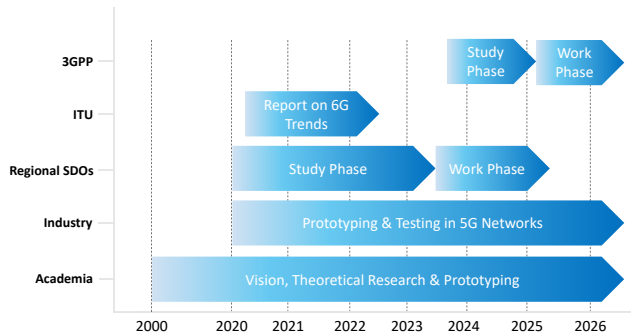 3GPP
Study
Phase
Work
Phase
ITU
Report on 6G
Trends
Regional SDOs
Study Phase
Work Phase
Industry
Prototyping & Testing in 5G Networks
Academia
Vision, Theoretical Research & Prototyping
2000 2020 2021 2022 2023 2024 2025 2026